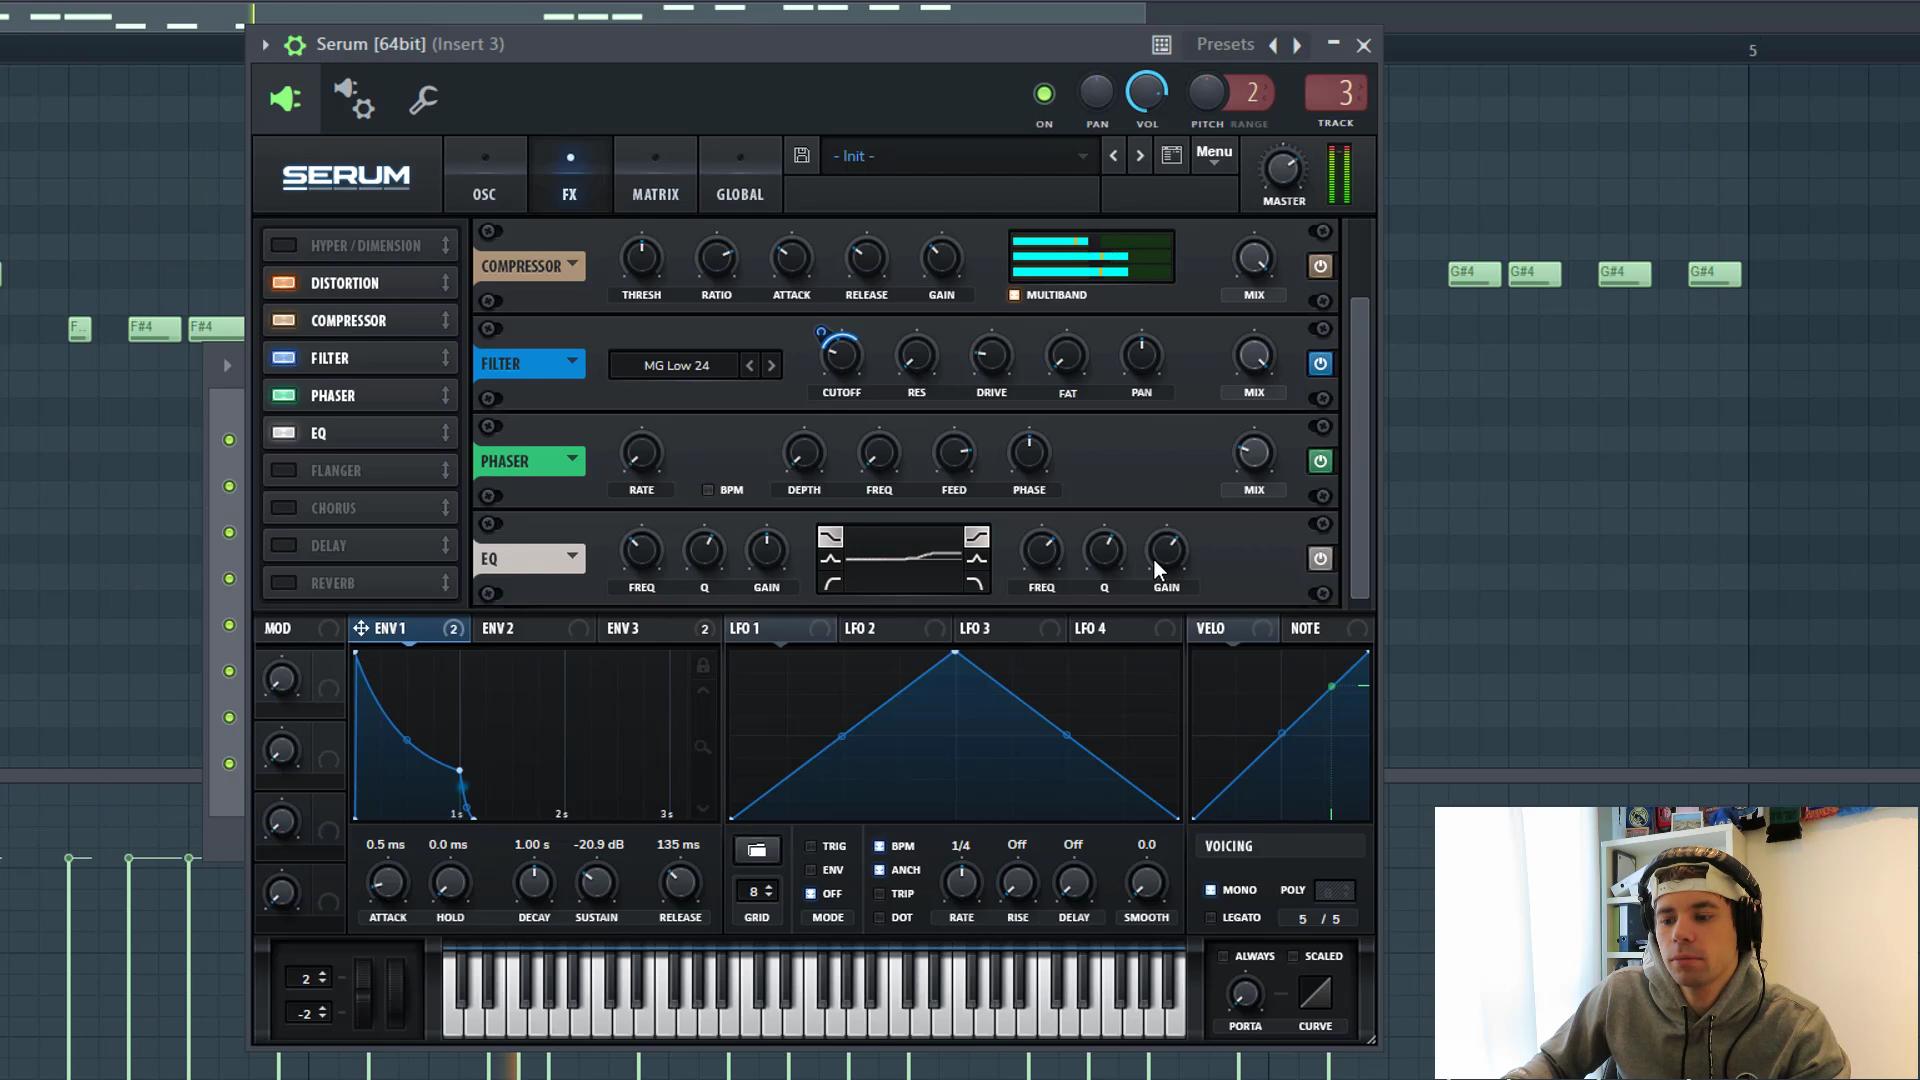 Serum [64bit] (Insert 3)
Presets
5
2
3
ON
PAN
VOL
PITCH RANGE
TRACK
SERUM
OSC
FX
MATRIX
GLOBAL
- Init -
Menu
MASTER
HYPER / DIMENSION
DISTORTION
COMPRESSOR
FILTER
PHASER
EQ
FLANGER
CHORUS
DELAY
REVERB
COMPRESSOR
THRESH
RATIO
ATTACK
RELEASE
GAIN
MULTIBAND
MIX
FILTER
MG Low 24
CUTOFF
RES
DRIVE
FAT
PAN
MIX
PHASER
RATE
BPM
DEPTH
FREQ
FEED
PHASE
MIX
EQ
FREQ
Q
GAIN
FREQ
Q
GAIN
F...
F#4
F#4
G#4
G#4
G#4
G#4
MOD
ENV 1
2
ENV 2
ENV 3
2
LFO 1
LFO 2
LFO 3
LFO 4
VELO
NOTE
1s
2s
3s
0.5 ms
0.0 ms
1.00 s
-20.9 dB
135 ms
ATTACK
HOLD
DECAY
SUSTAIN
RELEASE
8
GRID
TRIG
ENV
OFF
MODE
BPM
ANCH
TRIP
DOT
1/4
Off
Off
0.0
RATE
RISE
DELAY
SMOOTH
VOICING
MONO
POLY
LEGATO
5 / 5
2
-2
ALWAYS
SCALED
PORTA
CURVE